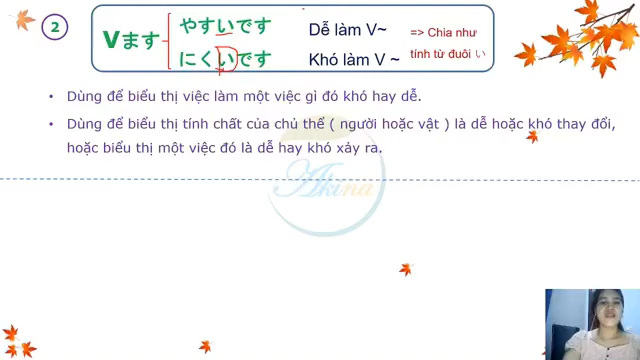 2
Vます
やすいです Dễ làm V~
にくいです Khó làm V ~
=> Chia như
tính từ đuôi い
• Dùng để biểu thị việc làm một việc gì đó khó hay dễ.
• Dùng để biểu thị tính chất của chủ thể ( người hoặc vật ) là dễ hoặc khó thay đổi,
hoặc biểu thị một việc đó là dễ hay khó xảy ra.
Akina